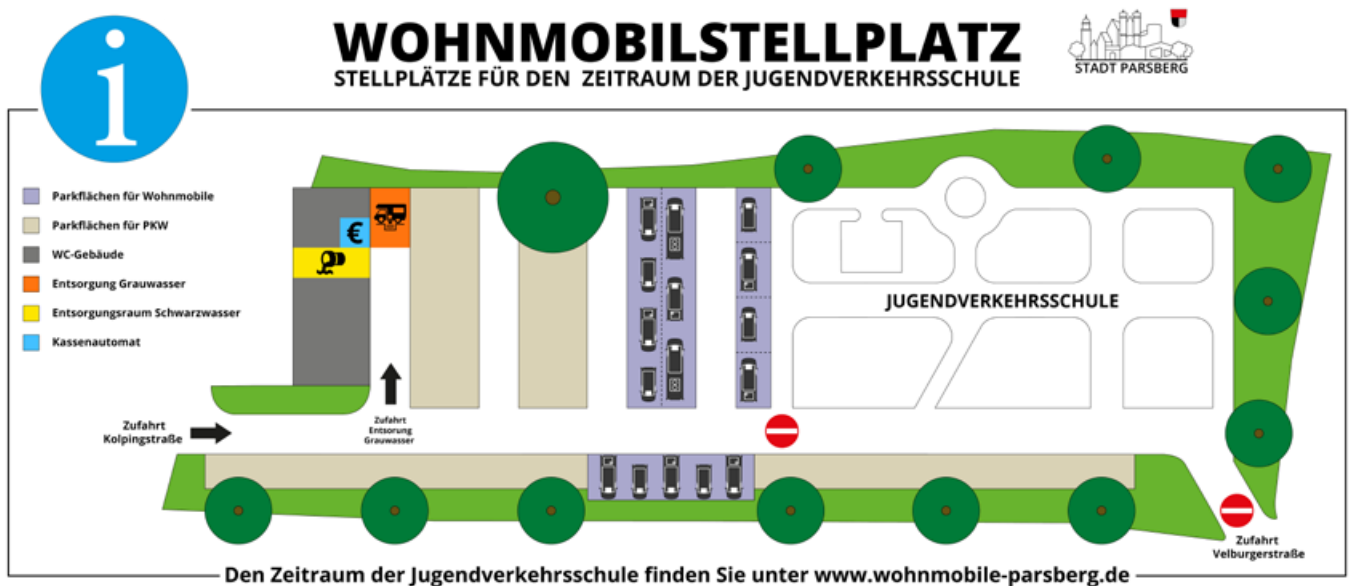 i
WOHNMOBILSTELLPLATZ
STELLPLÄTZE FÜR DEN ZEITRAUM DER JUGENDVERKEHRSSCHULE
STADT PARSBERG
Parkflächen für Wohnmobile
Parkflächen für PKW
WC-Gebäude
Entsorgung Grauwasser
Entsorgungsraum Schwarzwasser
Kassenautomat
€
JUGENDVERKEHRSSCHULE
Zufahrt
Kolpingstraße
Zufahrt
Entsorung
Grauwasser
Zufahrt
Velburgerstraße
Den Zeitraum der Jugendverkehrsschule finden Sie unter www.wohnmobile-parsberg.de